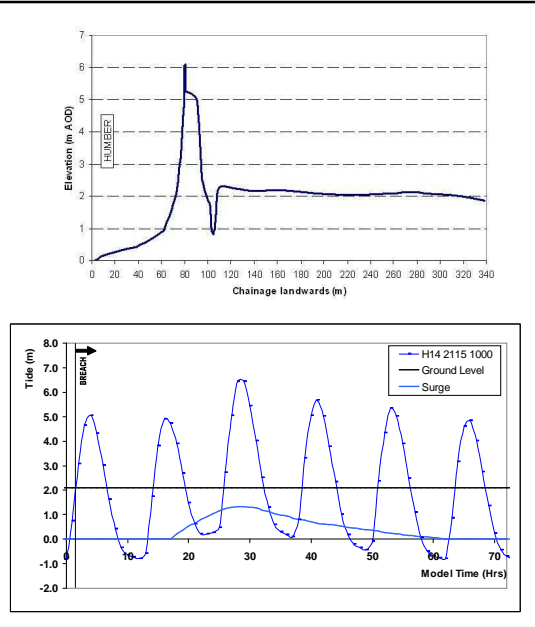 7
6
5
4
3
2
1
0
Elevation (m AOD)
HUMBER
0 20 40 60 80 100 120 140 160 180 200 220 240 260 280 300 320 340
Chainage landwards (m)
8.0
7.0
6.0
5.0
4.0
3.0
2.0
1.0
0.0
-1.0
-2.0
Tide (m)
BREACH
H14 2115 1000
Ground Level
Surge
0 10 20 30 40 50 60 70
Model Time (Hrs)